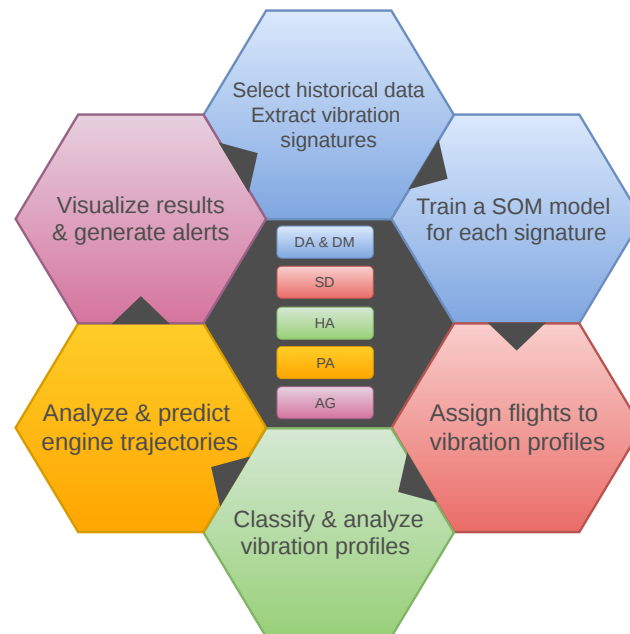 Select historical data
Extract vibration
signatures
Train a SOM model
for each signature
Assign flights to
vibration profiles
Classify & analyze
vibration profiles
Analyze & predict
engine trajectories
Visualize results
& generate alerts
DA & DM
SD
HA
PA
AG